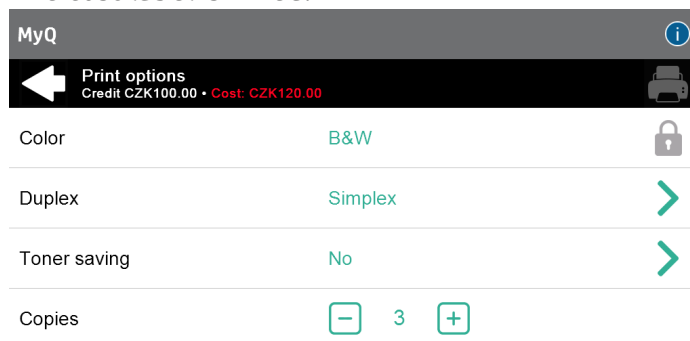 MyQ
Print options
Credit CZK100.00 • Cost: CZK120.00
Color B&W
Duplex Simplex
Toner saving No
Copies 3